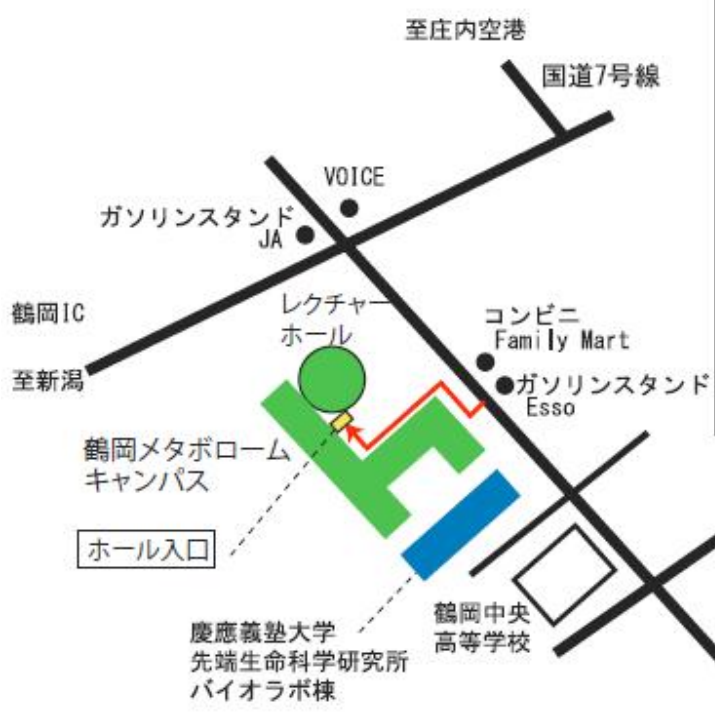 至庄内空港
国道7号線
VOICE
ガソリンスタンド
JA
鶴岡IC
至新潟
レクチャー
ホール
コンビニ
Family Mart
ガソリンスタンド
Esso
鶴岡メタボローム
キャンパス
ホール入口
鶴岡中央
高等学校
慶應義塾大学
先端生命科学研究所
バイオラボ棟